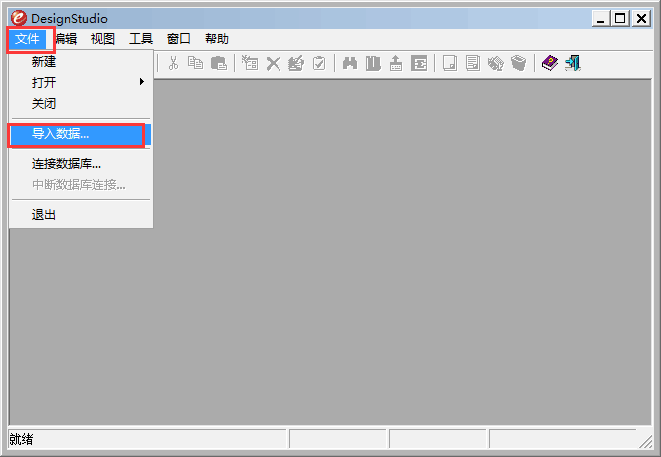 DesignStudio
文件 编辑 视图 工具 窗口 帮助
新建
打开
关闭
导入数据...
连接数据库...
中断数据库连接...
退出
就绪